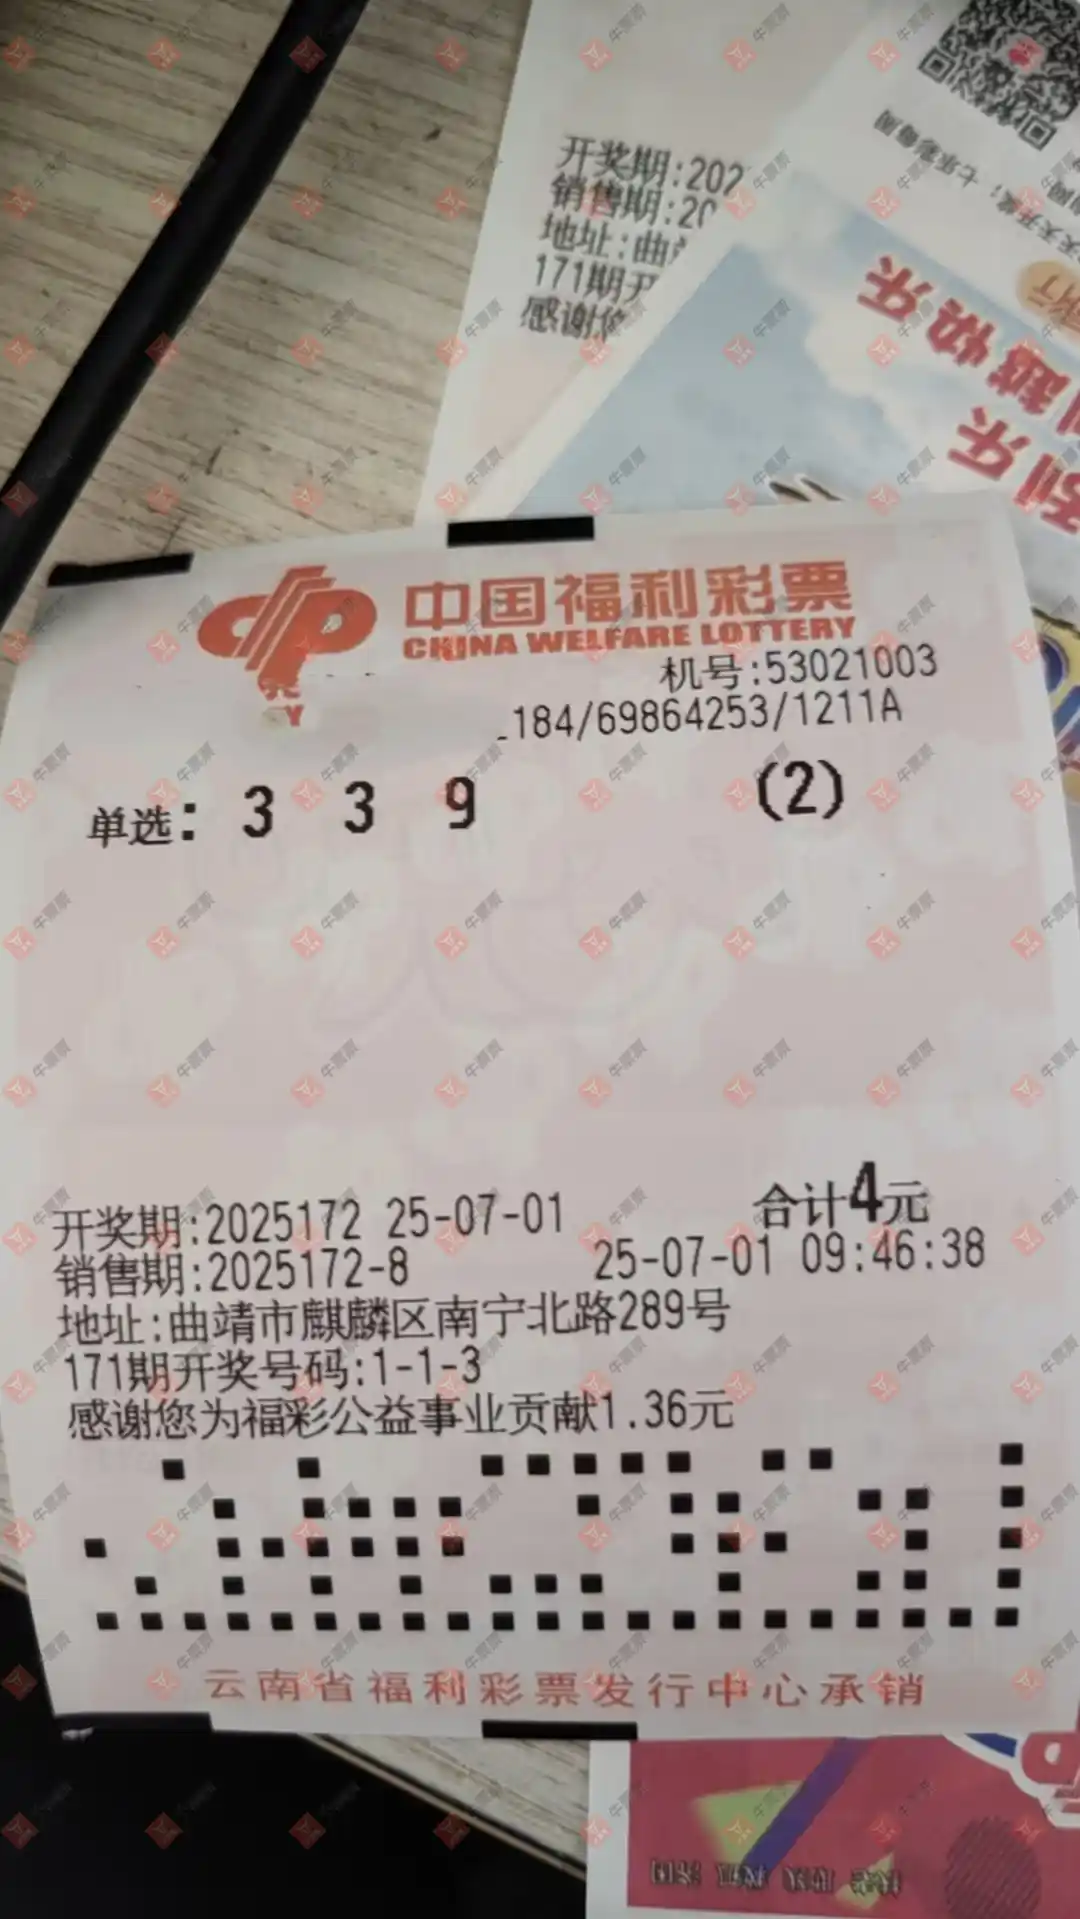 开奖期:202
销售期:20
地址:曲
171期开
感谢您
中国福利彩票
CHINA WELFARE LOTTERY
机号:53021003
184/69864253/1211A
单选: 3 3 9 (2)
开奖期:2025172 25-07-01 合计4元
销售期:2025172-8 25-07-01 09:46:38
地址:曲靖市麒麟区南宁北路289号
171期开奖号码:1-1-3
感谢您为福彩公益事业贡献1.36元
云南省福利彩票发行中心承销
牛票票